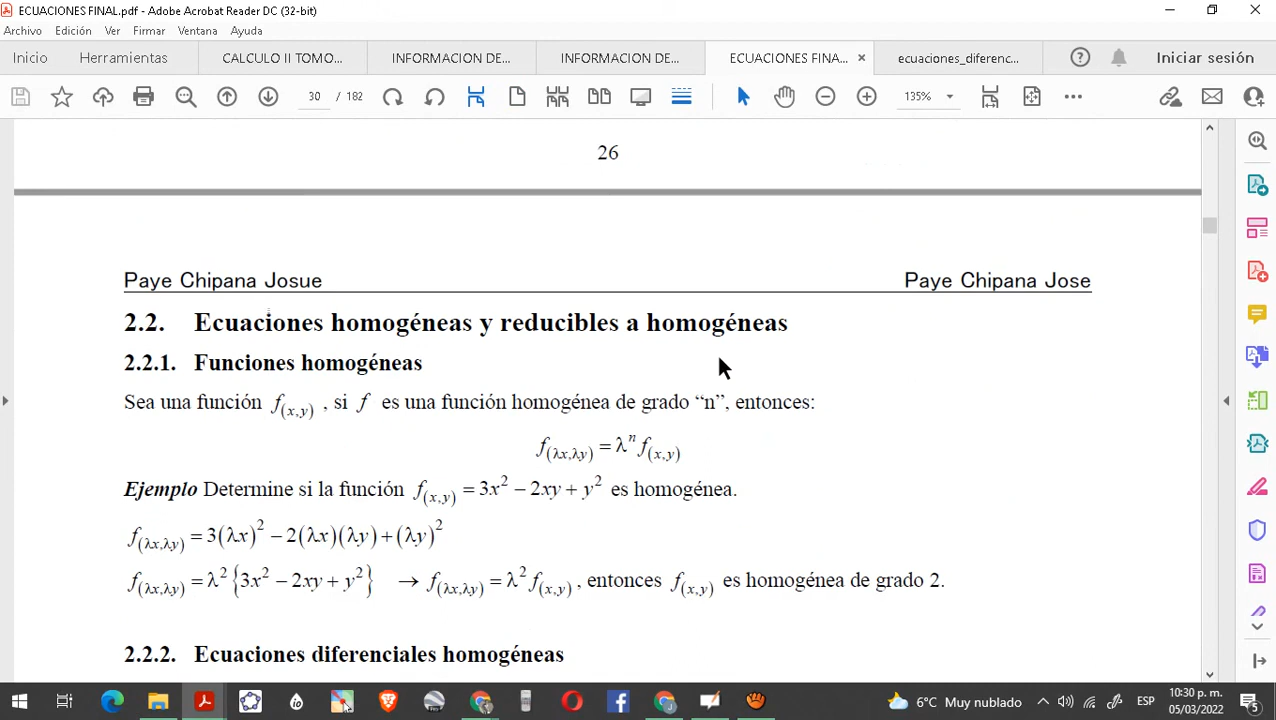 ECUACIONES FINAL.pdf - Adobe Acrobat Reader DC (32-bit)
Archivo Edición Ver Firmar Ventana Ayuda
Inicio Herramientas CALCULO II TOMO... INFORMACION DE... INFORMACION DE... ECUACIONES FINA... × ecuaciones_diferenc... Iniciar sesión
30 / 182 135%
26
Paye Chipana Josue Paye Chipana Jose
2.2. Ecuaciones homogéneas y reducibles a homogéneas
2.2.1. Funciones homogéneas
Sea una función f(x,y) , si f es una función homogénea de grado “n”, entonces:
f(λx,λy) = λⁿ f(x,y)
Ejemplo Determine si la función f(x,y) = 3x² − 2xy + y² es homogénea.
f(λx,λy) = 3(λx)² − 2(λx)(λy) + (λy)²
f(λx,λy) = λ² {3x² − 2xy + y²} → f(λx,λy) = λ² f(x,y) , entonces f(x,y) es homogénea de grado 2.
2.2.2. Ecuaciones diferenciales homogéneas
6°C Muy nublado ESP 10:30 p. m.
05/03/2022 5